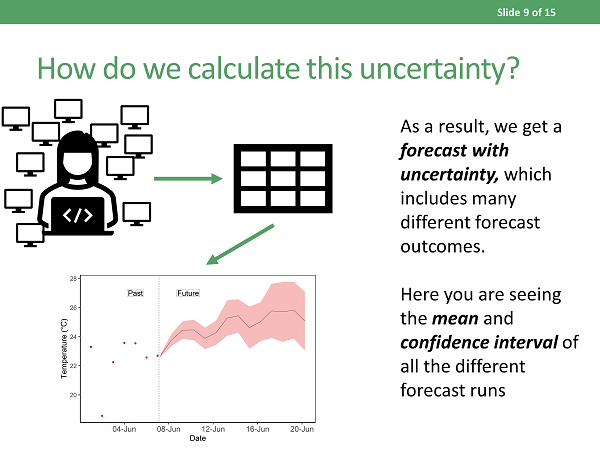 Slide 9 of 15
How do we calculate this uncertainty?
</>
As a result, we get a
forecast with
uncertainty, which
includes many
different forecast
outcomes.
Here you are seeing
the mean and
confidence interval of
all the different
forecast runs
Past
Future
Temperature (°C)
28
26
24
22
20
04-Jun
08-Jun
12-Jun
16-Jun
20-Jun
Date